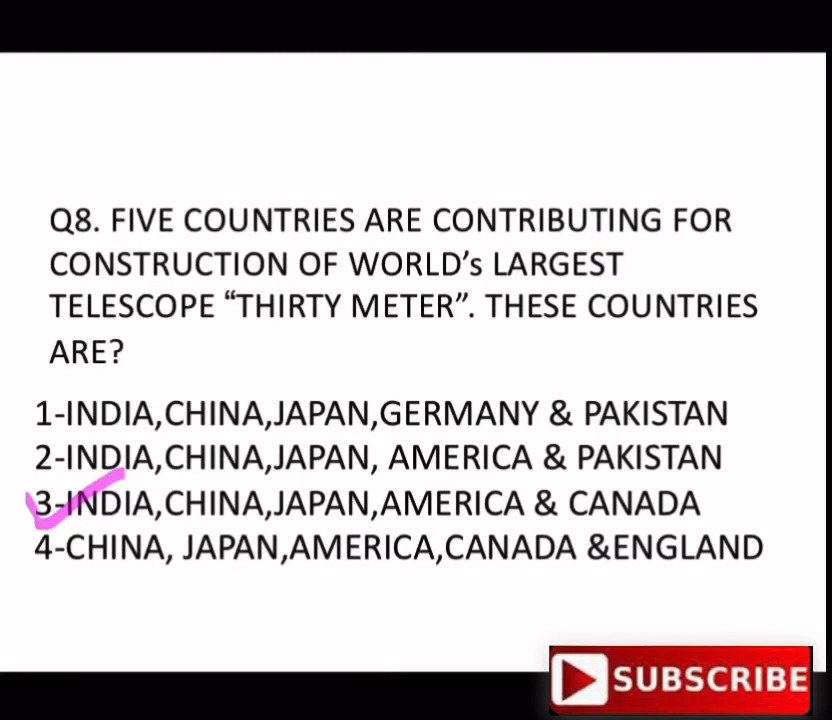 Q8. FIVE COUNTRIES ARE CONTRIBUTING FOR
CONSTRUCTION OF WORLD’s LARGEST
TELESCOPE “THIRTY METER”. THESE COUNTRIES
ARE?
1-INDIA,CHINA,JAPAN,GERMANY & PAKISTAN
2-INDIA,CHINA,JAPAN, AMERICA & PAKISTAN
3-INDIA,CHINA,JAPAN,AMERICA & CANADA
4-CHINA, JAPAN,AMERICA,CANADA &ENGLAND
SUBSCRIBE